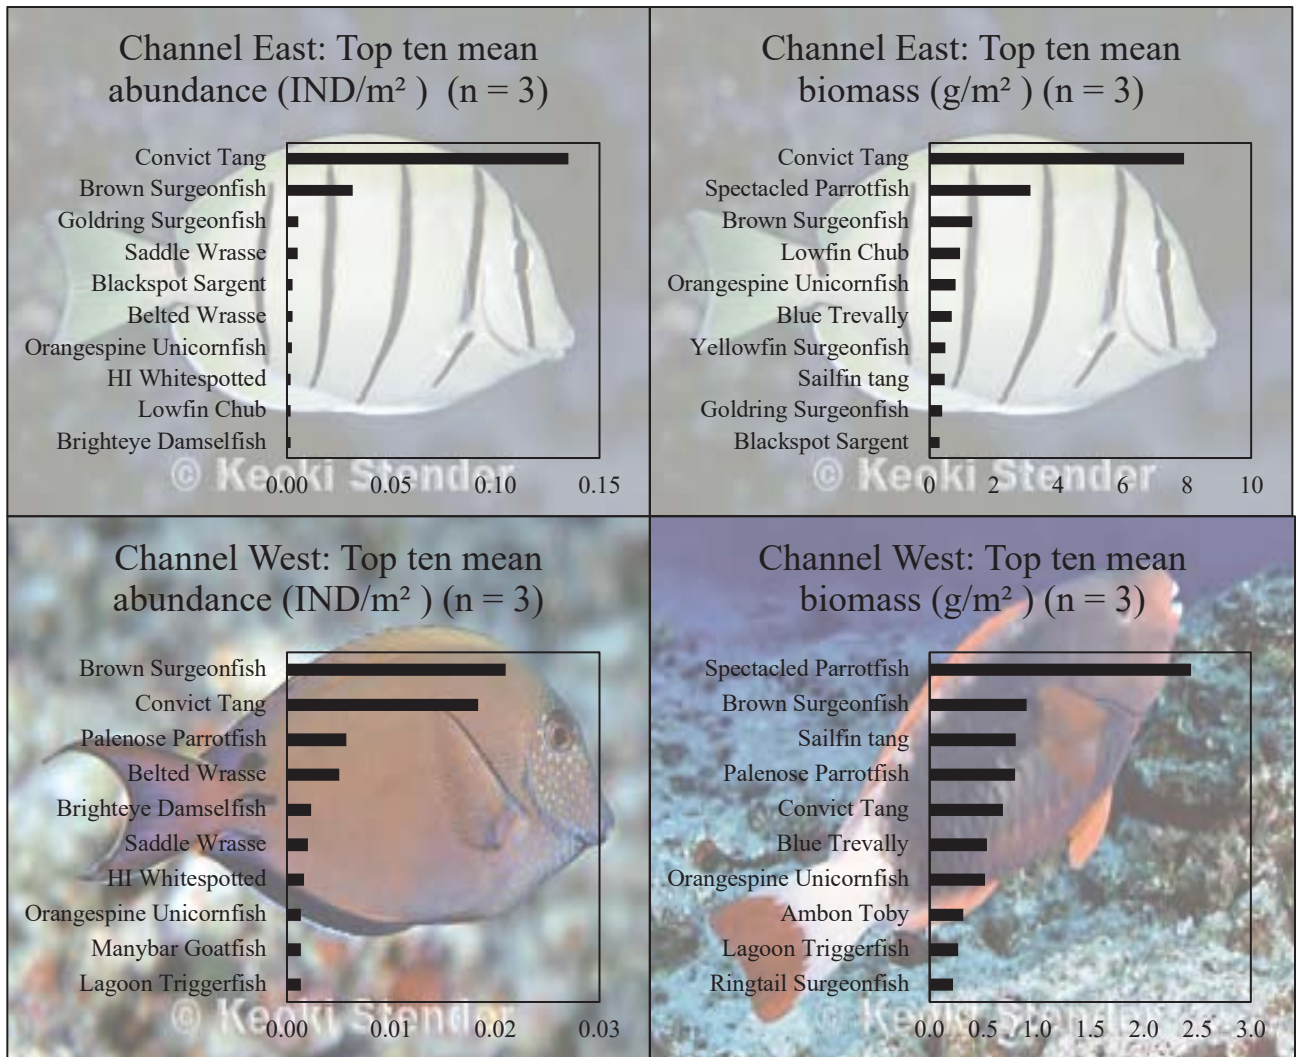 Channel East: Top ten mean
abundance (IND/m² ) (n = 3)
Convict Tang
Brown Surgeonfish
Goldring Surgeonfish
Saddle Wrasse
Blackspot Sargent
Belted Wrasse
Orangespine Unicornfish
HI Whitespotted
Lowfin Chub
Brighteye Damselfish
© Keoki Stender
0.00 0.05 0.10 0.15
Channel East: Top ten mean
biomass (g/m² ) (n = 3)
Convict Tang
Spectacled Parrotfish
Brown Surgeonfish
Lowfin Chub
Orangespine Unicornfish
Blue Trevally
Yellowfin Surgeonfish
Sailfin tang
Goldring Surgeonfish
Blackspot Sargent
© Keoki Stender
0 2 4 6 8 10
Channel West: Top ten mean
abundance (IND/m² ) (n = 3)
Brown Surgeonfish
Convict Tang
Palenose Parrotfish
Belted Wrasse
Brighteye Damselfish
Saddle Wrasse
HI Whitespotted
Orangespine Unicornfish
Manybar Goatfish
Lagoon Triggerfish
© Keoki Stender
0.00 0.01 0.02 0.03
Channel West: Top ten mean
biomass (g/m² ) (n = 3)
Spectacled Parrotfish
Brown Surgeonfish
Sailfin tang
Palenose Parrotfish
Convict Tang
Blue Trevally
Orangespine Unicornfish
Ambon Toby
Lagoon Triggerfish
Ringtail Surgeonfish
© Keoki Stender
0.0 0.5 1.0 1.5 2.0 2.5 3.0